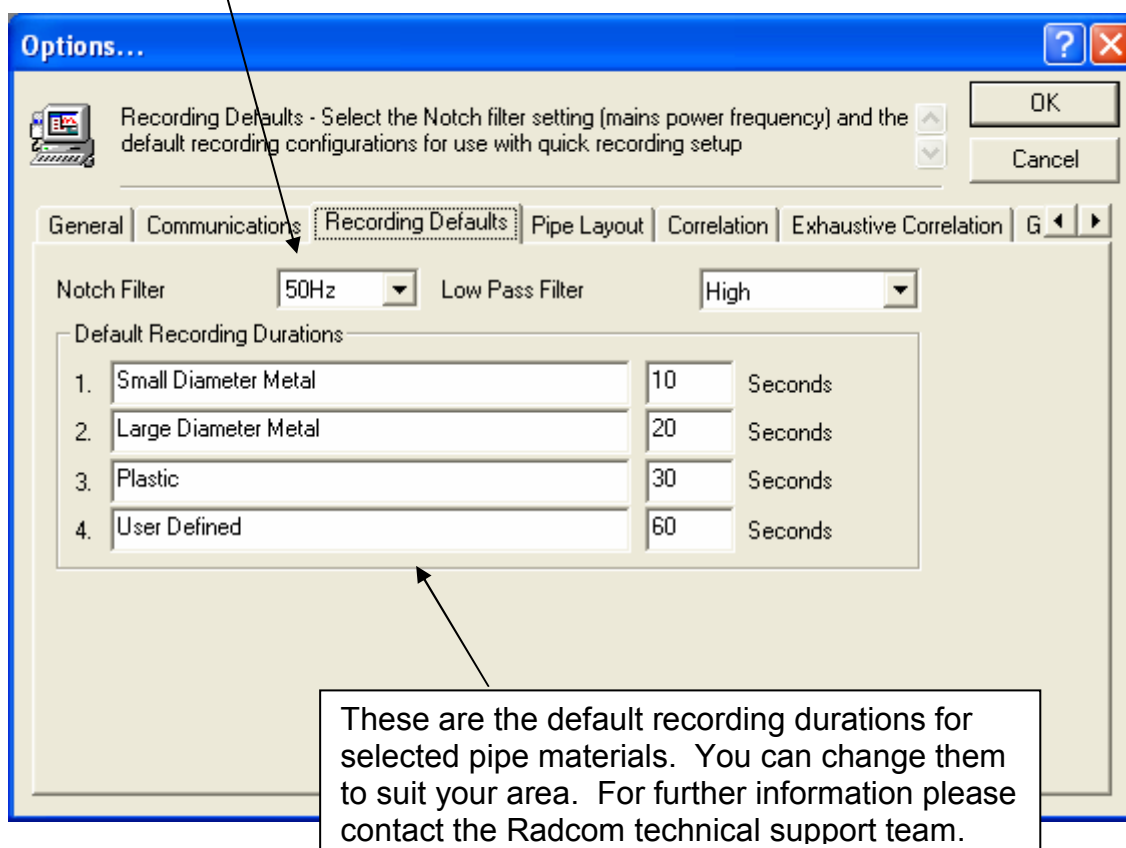 Options...
Recording Defaults - Select the Notch filter setting (mains power frequency) and the
default recording configurations for use with quick recording setup
OK
Cancel
General
Communications
Recording Defaults
Pipe Layout
Correlation
Exhaustive Correlation
G
Notch Filter
50Hz
Low Pass Filter
High
Default Recording Durations
1. Small Diameter Metal 10 Seconds
2. Large Diameter Metal 20 Seconds
3. Plastic 30 Seconds
4. User Defined 60 Seconds
These are the default recording durations for
selected pipe materials. You can change them
to suit your area. For further information please
contact the Radcom technical support team.